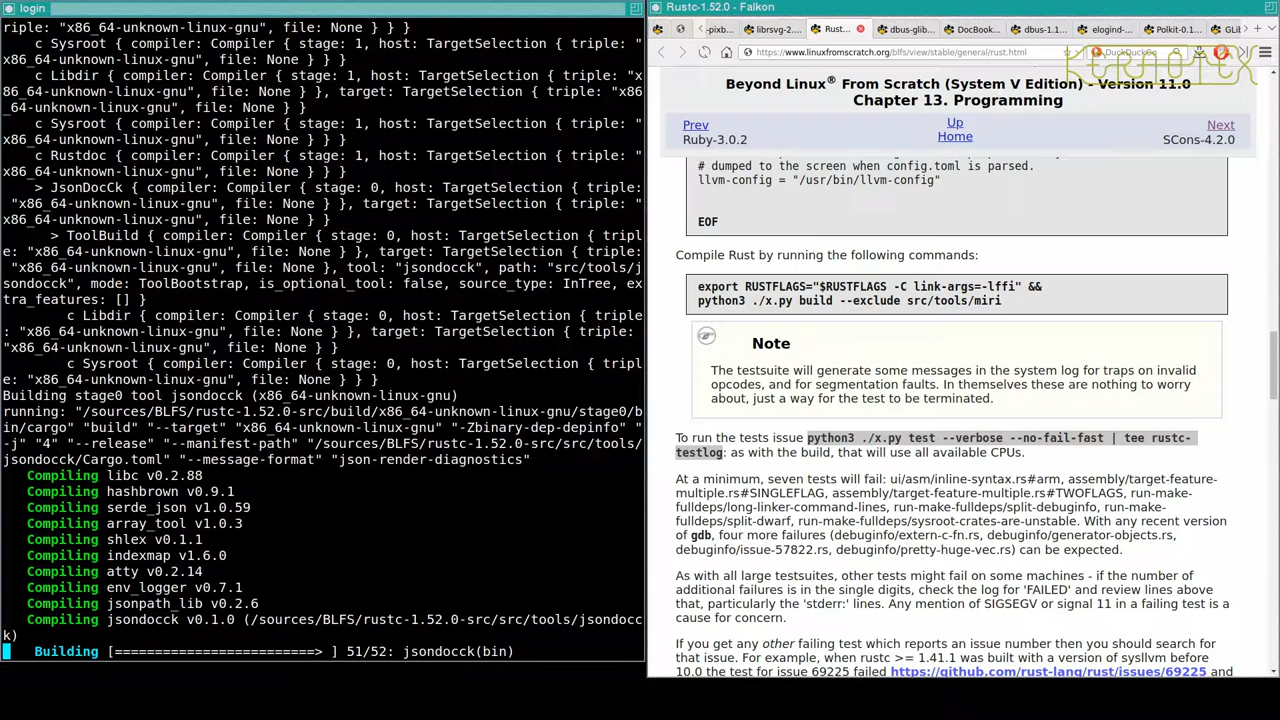 login
riple: "x86_64-unknown-linux-gnu", file: None } } }
c Sysroot { compiler: Compiler { stage: 1, host: TargetSelection { triple: "x
86_64-unknown-linux-gnu", file: None } } }
c Libdir { compiler: Compiler { stage: 1, host: TargetSelection { triple: "x
86_64-unknown-linux-gnu", file: None } }, target: TargetSelection { triple: "x
86_64-unknown-linux-gnu", file: None } }
c Sysroot { compiler: Compiler { stage: 1, host: TargetSelection { triple: "x
86_64-unknown-linux-gnu", file: None } } }
c Rustdoc { compiler: Compiler { stage: 1, host: TargetSelection { triple: "x
86_64-unknown-linux-gnu", file: None } } }
> JsonDocCk { compiler: Compiler { stage: 0, host: TargetSelection { triple:
"x86_64-unknown-linux-gnu", file: None } }, target: TargetSelection { triple: "
x86_64-unknown-linux-gnu", file: None } }
> ToolBuild { compiler: Compiler { stage: 0, host: TargetSelection { tripl
e: "x86_64-unknown-linux-gnu", file: None } }, target: TargetSelection { triple:
"x86_64-unknown-linux-gnu", file: None }, tool: "jsondocck", path: "src/tools/j
sondocck", mode: ToolBootstrap, is_optional_tool: false, source_type: InTree, ex
tra_features: [] }
c Libdir { compiler: Compiler { stage: 0, host: TargetSelection { triple
: "x86_64-unknown-linux-gnu", file: None } }, target: TargetSelection { triple:
"x86_64-unknown-linux-gnu", file: None } }
c Sysroot { compiler: Compiler { stage: 0, host: TargetSelection { tripl
e: "x86_64-unknown-linux-gnu", file: None } } }
Building stage0 tool jsondocck (x86_64-unknown-linux-gnu)
running: "/sources/BLFS/rustc-1.52.0-src/build/x86_64-unknown-linux-gnu/stage0/b
in/cargo" "build" "--target" "x86_64-unknown-linux-gnu" "-Zbinary-dep-depinfo" "
-j" "4" "--release" "--manifest-path" "/sources/BLFS/rustc-1.52.0-src/src/tools/
jsondocck/Cargo.toml" "--message-format" "json-render-diagnostics"
Compiling libc v0.2.88
Compiling hashbrown v0.9.1
Compiling serde_json v1.0.59
Compiling array_tool v1.0.3
Compiling shlex v0.1.1
Compiling indexmap v1.6.0
Compiling atty v0.2.14
Compiling env_logger v0.7.1
Compiling jsonpath_lib v0.2.6
Compiling jsondocck v0.1.0 (/sources/BLFS/rustc-1.52.0-src/src/tools/jsondocc
k)
Building [=========================> ] 51/52: jsondocck(bin)
Rustc-1.52.0 - Falkon
-pixb... librsvg-2.... Rust... dbus-glib... DocBook... dbus-1.1... elogind-... Polkit-0.1... GLi
https://www.linuxfromscratch.org/blfs/view/stable/general/rust.html DuckDuckGo
KERNOTEX
Beyond Linux® From Scratch (System V Edition) - Version 11.0
Chapter 13. Programming
Prev Up Next
Ruby-3.0.2 Home SCons-4.2.0
# dumped to the screen when config.toml is parsed.
llvm-config = "/usr/bin/llvm-config"
EOF
Compile Rust by running the following commands:
export RUSTFLAGS="$RUSTFLAGS -C link-args=-lffi" &&
python3 ./x.py build --exclude src/tools/miri
Note
The testsuite will generate some messages in the system log for traps on invalid
opcodes, and for segmentation faults. In themselves these are nothing to worry
about, just a way for the test to be terminated.
To run the tests issue python3 ./x.py test --verbose --no-fail-fast | tee rustc-
testlog: as with the build, that will use all available CPUs.
At a minimum, seven tests will fail: ui/asm/inline-syntax.rs#arm, assembly/target-feature-
multiple.rs#SINGLEFLAG, assembly/target-feature-multiple.rs#TWOFLAGS, run-make-
fulldeps/long-linker-command-lines, run-make-fulldeps/split-debuginfo, run-make-
fulldeps/split-dwarf, run-make-fulldeps/sysroot-crates-are-unstable. With any recent version
of gdb, four more failures (debuginfo/extern-c-fn.rs, debuginfo/generator-objects.rs,
debuginfo/issue-57822.rs, debuginfo/pretty-huge-vec.rs) can be expected.
As with all large testsuites, other tests might fail on some machines - if the number of
additional failures is in the single digits, check the log for 'FAILED' and review lines above
that, particularly the 'stderr:' lines. Any mention of SIGSEGV or signal 11 in a failing test is a
cause for concern.
If you get any other failing test which reports an issue number then you should search for
that issue. For example, when rustc >= 1.41.1 was built with a version of sysllvm before
10.0 the test for issue 69225 failed https://github.com/rust-lang/rust/issues/69225 and